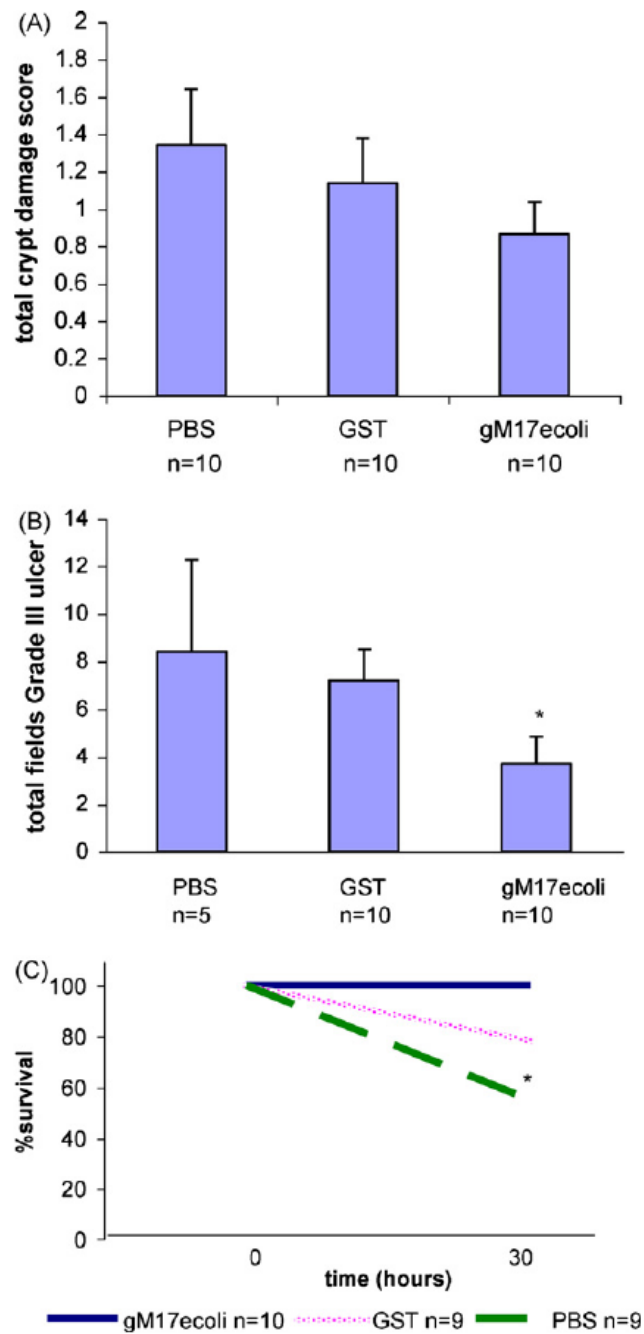 (A)
total crypt damage score
2
1.8
1.6
1.4
1.2
1
0.8
0.6
0.4
0.2
0
PBS GST gM17ecoli
n=10 n=10 n=10
(B)
total fields Grade III ulcer
14
12
10
8
6
4
2
0
*
PBS GST gM17ecoli
n=5 n=10 n=10
(C)
%survival
100
80
60
40
20
0
*
0 30
time (hours)
gM17ecoli n=10 GST n=9 PBS n=9